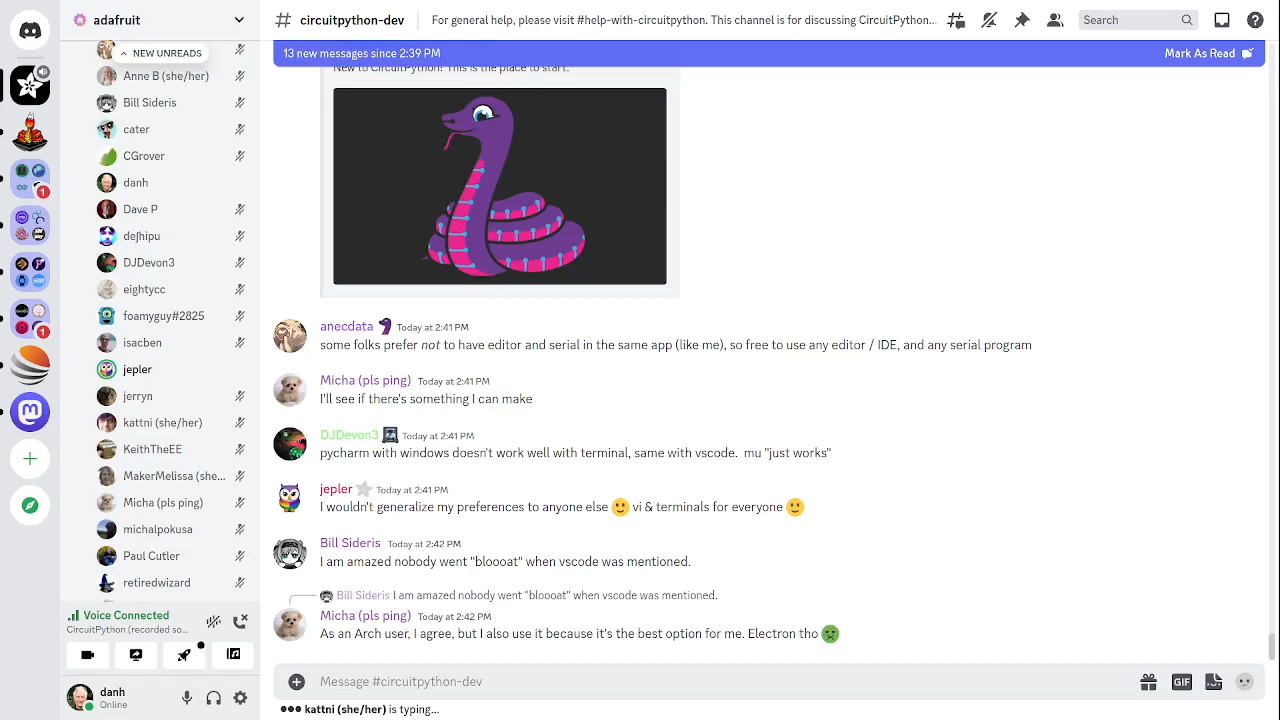 adafruit
circuitpython-dev
For general help, please visit #help-with-circuitpython. This channel is for discussing CircuitPython...
Search
NEW UNREADS
Anne B (she/her)
Bill Sideris
cater
CGrover
danh
Dave P
deʃhipu
DJDevon3
eightycc
foamyguy#2825
isacben
jepler
jerryn
kattni (she/her)
KeithTheEE
MakerMelissa (she...
Micha (pls ping)
michalpokusa
Paul Cutler
retiredwizard
Voice Connected
CircuitPython (recorded so...
danh
Online
1
1
13 new messages since 2:39 PM
Mark As Read
New to CircuitPython? This is the place to start.
anecdata Today at 2:41 PM
some folks prefer not to have editor and serial in the same app (like me), so free to use any editor / IDE, and any serial program
Micha (pls ping) Today at 2:41 PM
I'll see if there's something I can make
DJDevon3 Today at 2:41 PM
pycharm with windows doesn't work well with terminal, same with vscode. mu "just works"
jepler Today at 2:41 PM
I wouldn't generalize my preferences to anyone else 🙂 vi & terminals for everyone 🙂
Bill Sideris Today at 2:42 PM
I am amazed nobody went "bloooat" when vscode was mentioned.
Bill Sideris I am amazed nobody went "bloooat" when vscode was mentioned.
Micha (pls ping) Today at 2:42 PM
As an Arch user, I agree, but I also use it because it's the best option for me. Electron tho 🤢
Message #circuitpython-dev
GIF
kattni (she/her) is typing...